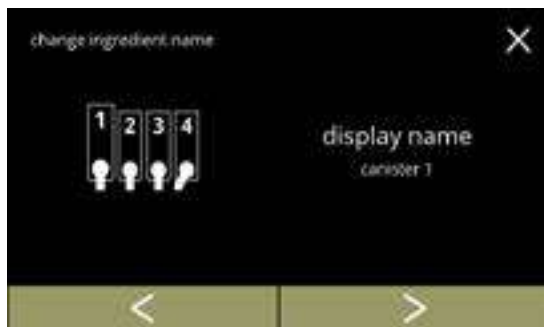 change ingredient name
1 2 3 4
display name
canister 1